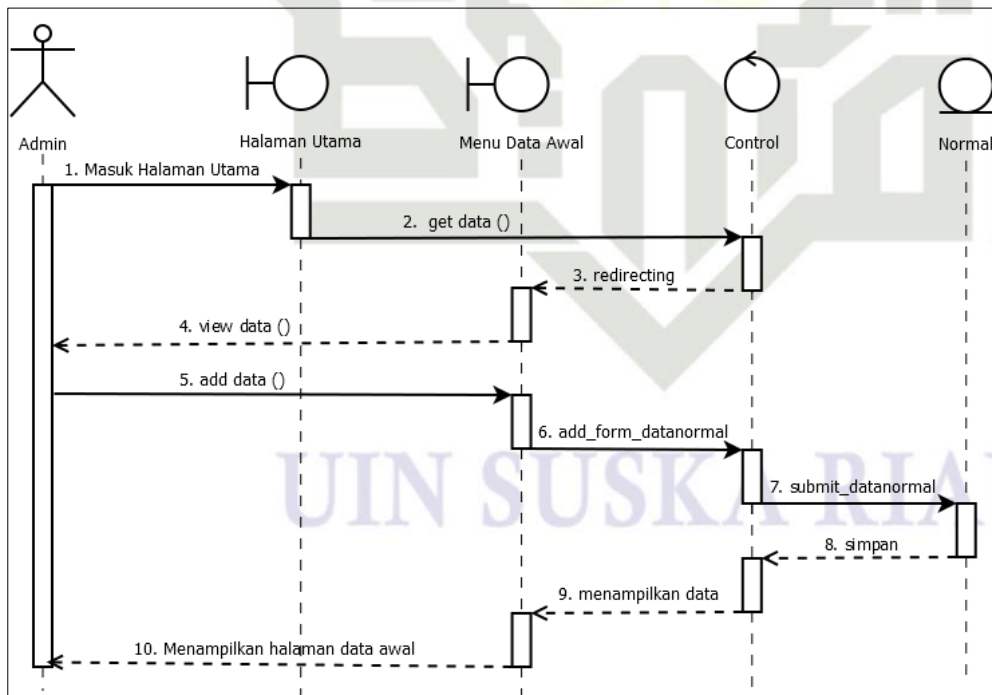 Admin
Halaman Utama
Menu Data Awal
Control
Normal
1. Masuk Halaman Utama
2. get data ()
3. redirecting
4. view data ()
5. add data ()
6. add_form_datanormal
7. submit_datanormal
8. simpan
9. menampilkan data
10. Menampilkan halaman data awal
UIN SUSKA RIA